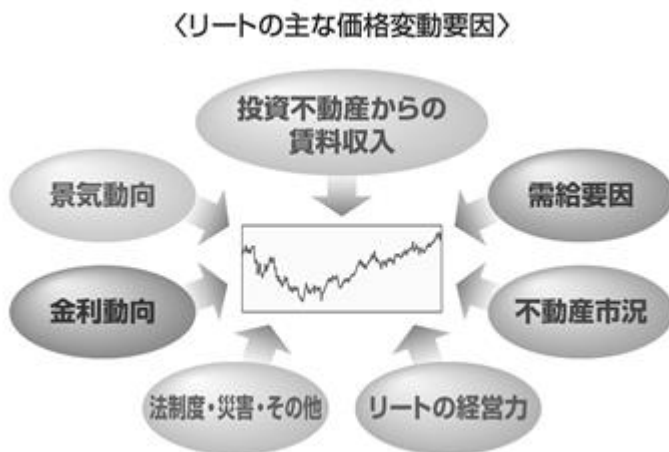 〈リートの主な価格変動要因〉
投資不動産からの
賃料収入
景気動向
需給要因
金利動向
不動産市況
法制度・災害・その他
リートの経営力